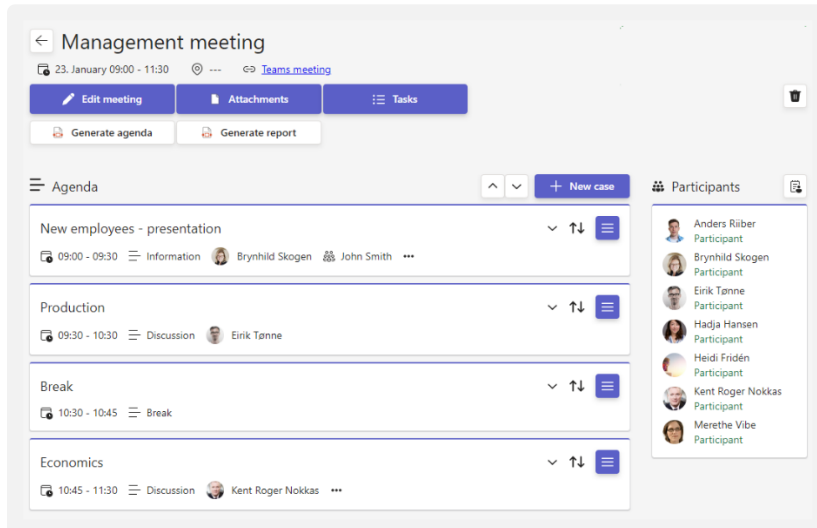 Management meeting
23. January 09:00 - 11:30 --- Teams meeting
Edit meeting Attachments Tasks
Generate agenda Generate report
Agenda New case
New employees - presentation
09:00 - 09:30 Information Brynhild Skogen John Smith •••
Production
09:30 - 10:30 Discussion Eirik Tønne
Break
10:30 - 10:45 Break
Economics
10:45 - 11:30 Discussion Kent Roger Nokkas •••
Participants
Anders Riiber
Participant
Brynhild Skogen
Participant
Eirik Tønne
Participant
Hadja Hansen
Participant
Heidi Fridén
Participant
Kent Roger Nokkas
Participant
Merethe Vibe
Participant